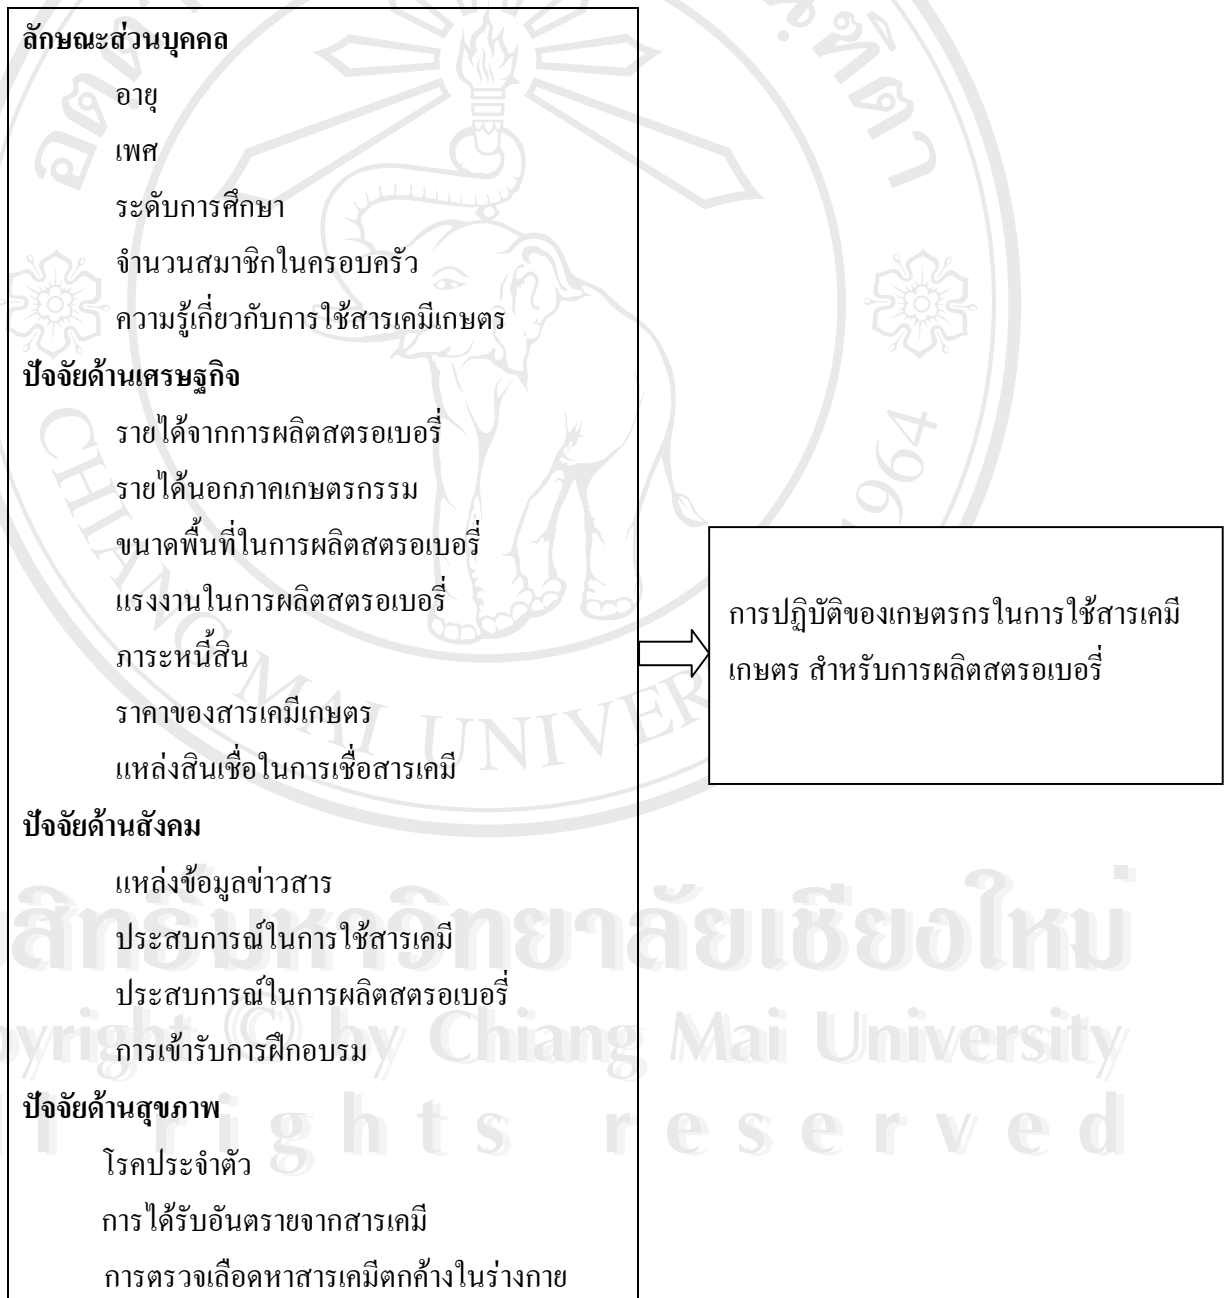 ลักษณะส่วนบุคคล
อายุ
เพศ
ระดับการศึกษา
จำนวนสมาชิกในครอบครัว
ความรู้เกี่ยวกับการใช้สารเคมีเกษตร
ปัจจัยด้านเศรษฐกิจ
รายได้จากการผลิตสตรอเบอรี่
รายได้นอกภาคเกษตรกรรม
ขนาดพื้นที่ในการผลิตสตรอเบอรี่
แรงงานในการผลิตสตรอเบอรี่
ภาระหนี้สิน
ราคาของสารเคมีเกษตร
แหล่งสินเชื่อในการเชื่อสารเคมี
ปัจจัยด้านสังคม
แหล่งข้อมูลข่าวสาร
ประสบการณ์ในการใช้สารเคมี
ประสบการณ์ในการผลิตสตรอเบอรี่
การเข้ารับการฝึกอบรม
ปัจจัยด้านสุขภาพ
โรคประจำตัว
การได้รับอันตรายจากสารเคมี
การตรวจเลือดหาสารเคมีตกค้างในร่างกาย
การปฏิบัติของเกษตรกรในการใช้สารเคมี
เกษตร สำหรับการผลิตสตรอเบอรี่
CHIANG MAI UNIVER
1964
สิทธิ์มหาวิทยาลัยเชียงใหม่
pyright © by Chiang Mai University
rights reserved